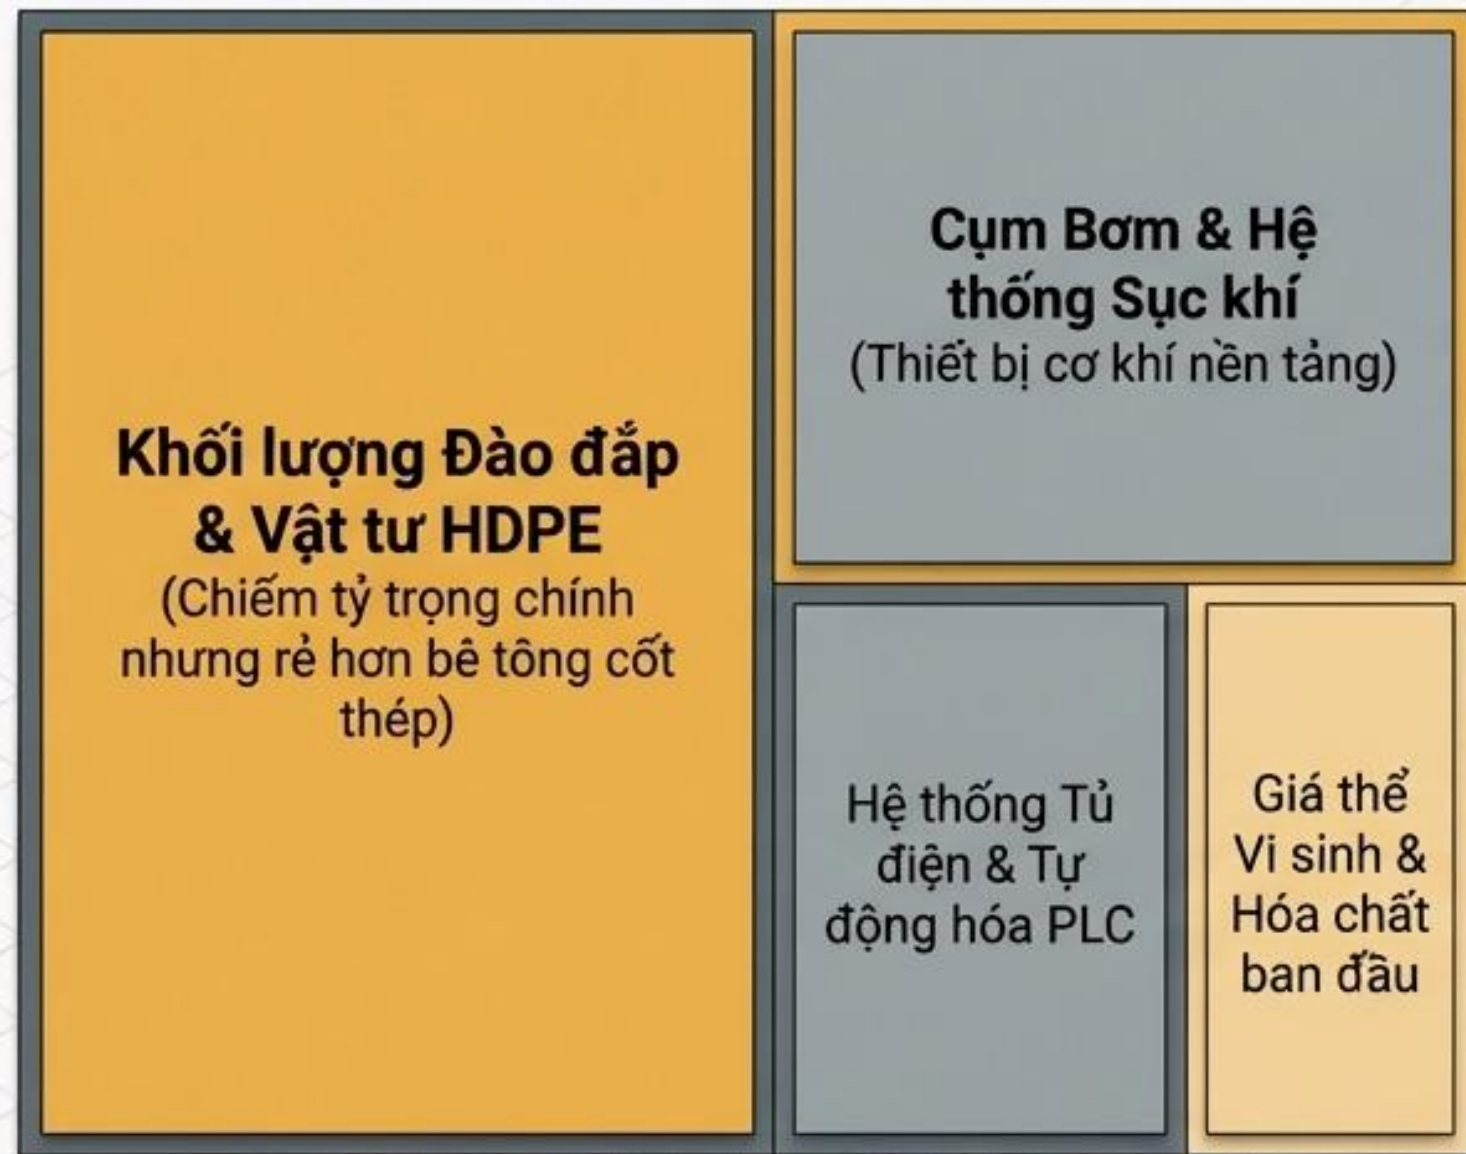 Khối lượng Đào đắp
& Vật tư HDPE
(Chiếm tỷ trọng chính
nhưng rẻ hơn bê tông cốt
thép)
Cụm Bơm & Hệ
thống Sục khí
(Thiết bị cơ khí nền tảng)
Hệ thống Tủ
điện & Tự
động hóa PLC
Giá thể
Vi sinh &
Hóa chất
ban đầu